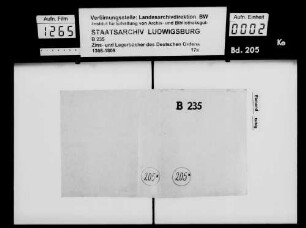 Aufn. Film
1265
Verfilmungsstelle: Landesarchivdirektion BW
STAATSARCHIV LUDWIGSBURG
B 235
Zins- und Lagerbücher des Deutschen Ordens
Aufn. Einheit
0002
Ko
Bd. 205
B 235
205*
205*